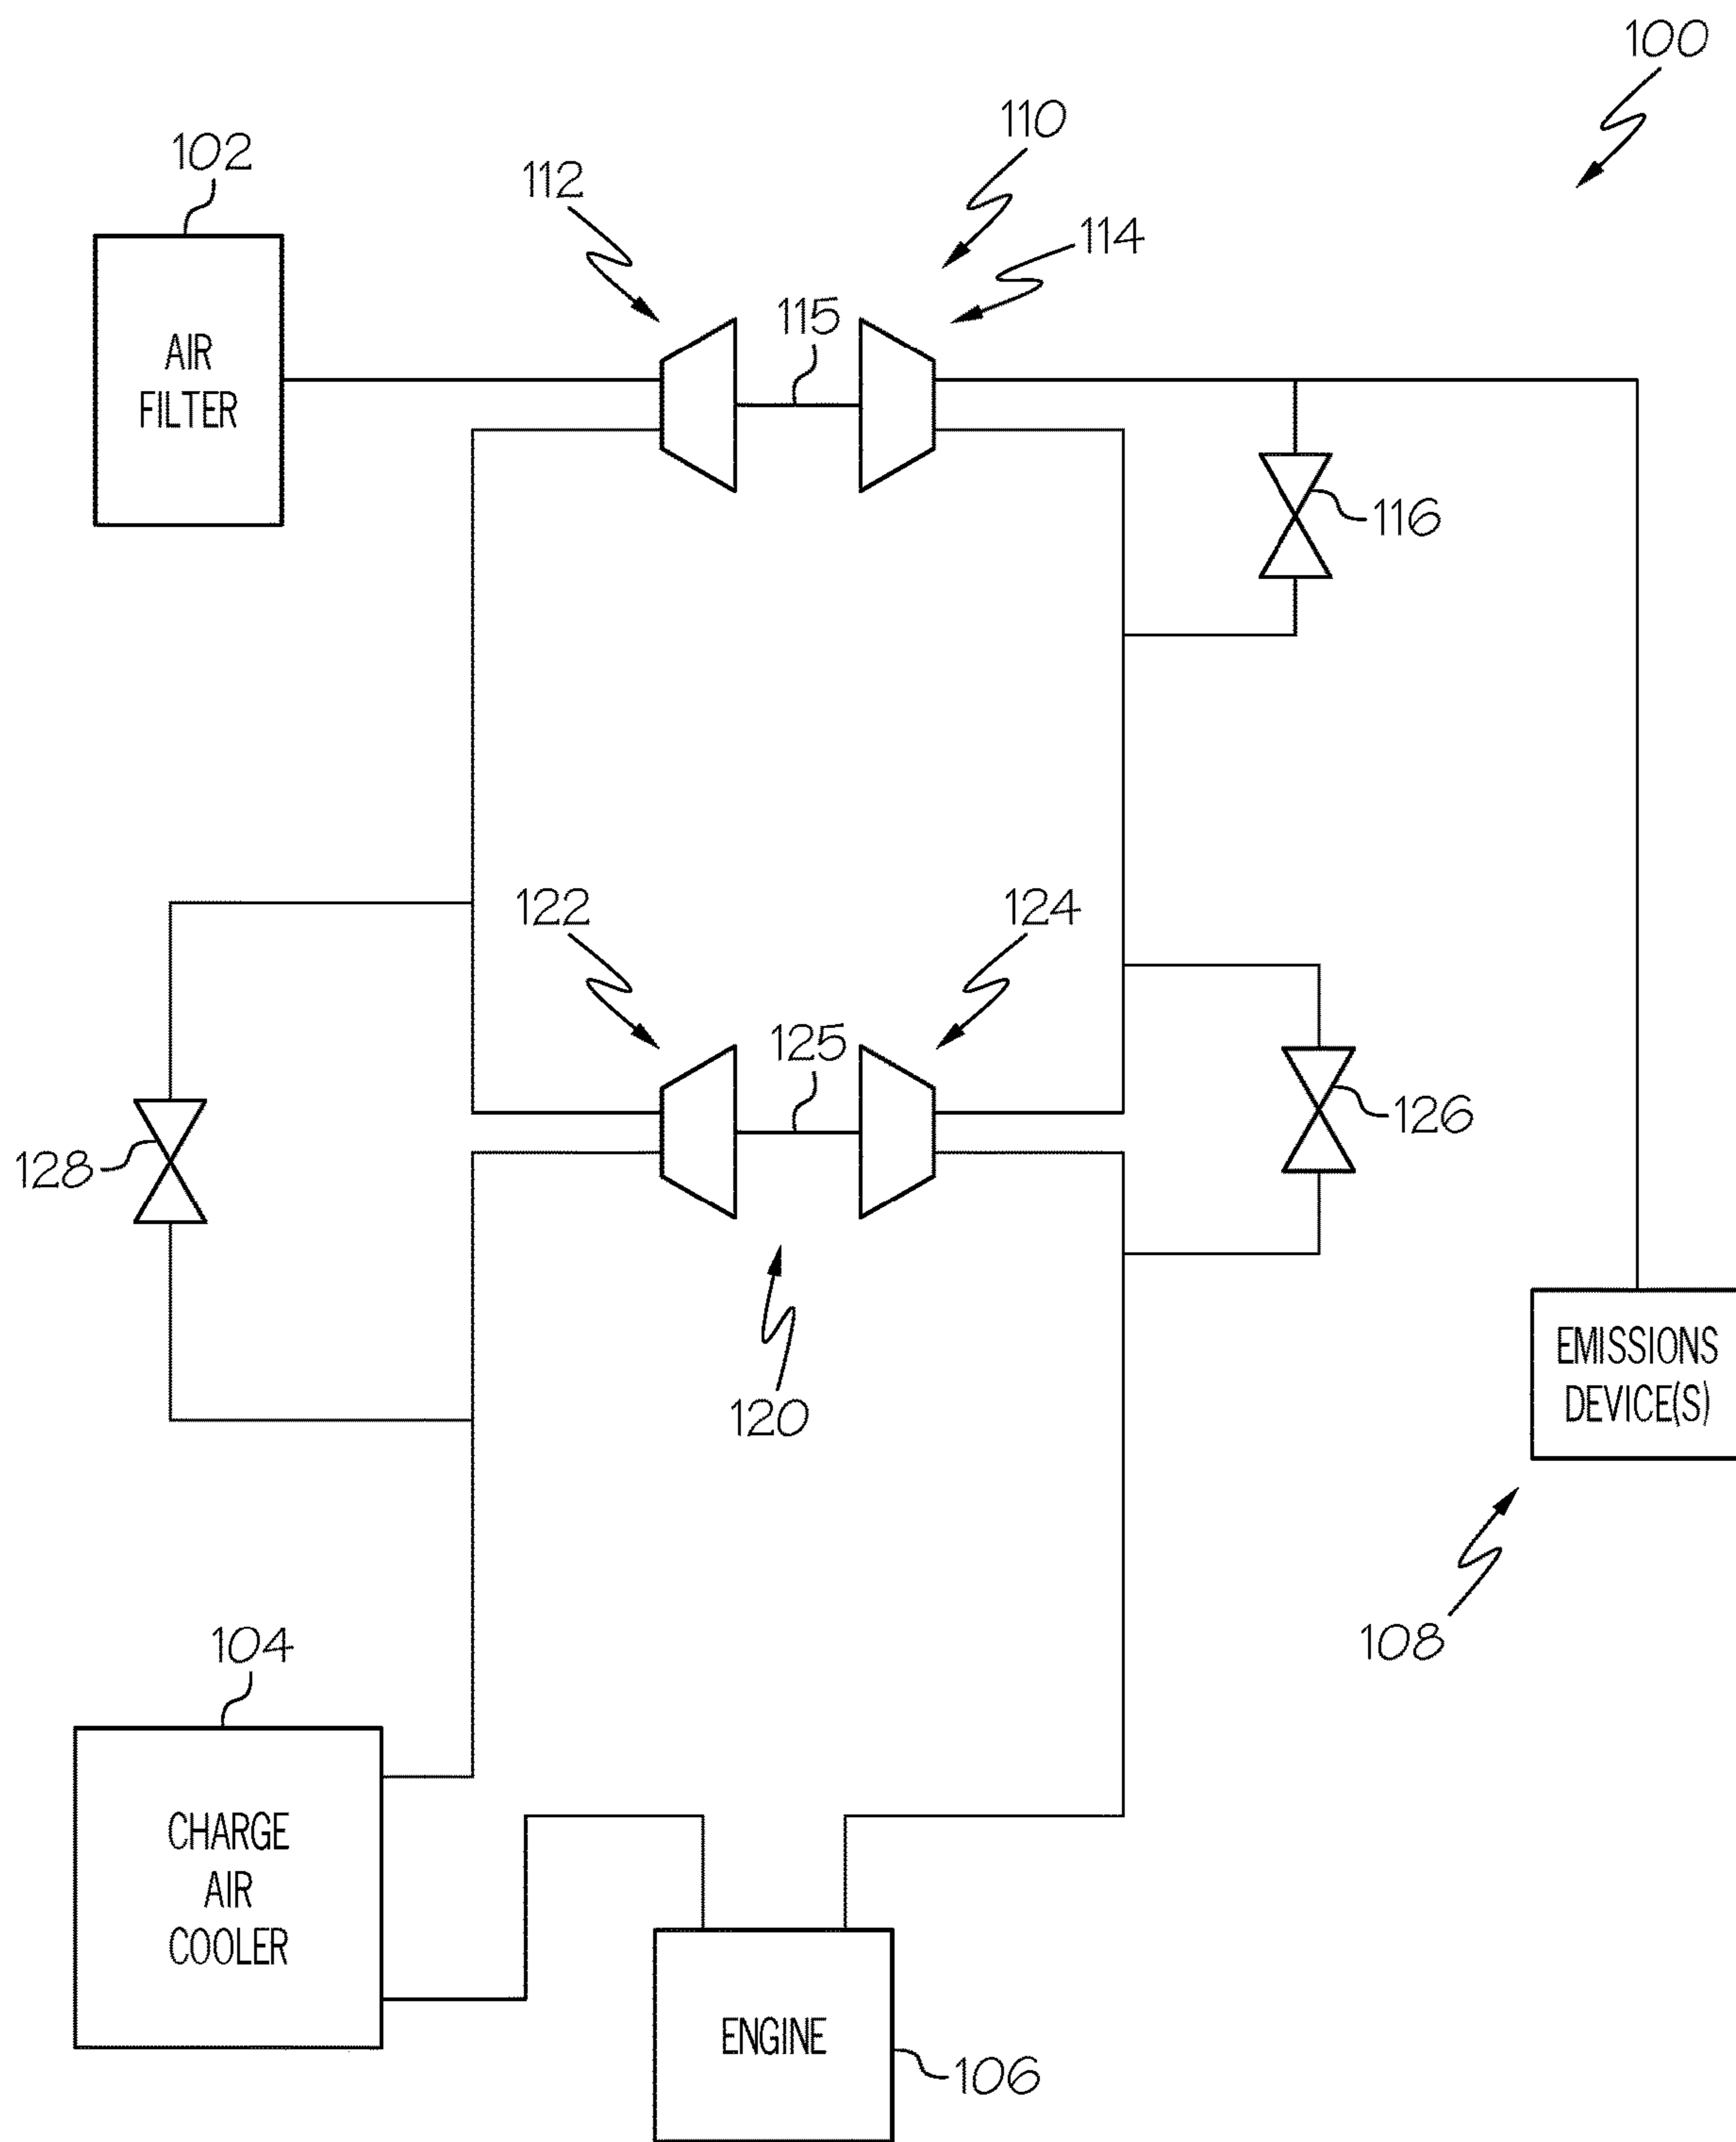 100
110
102
112
114
115
AIR
FILTER
116
122
124
125
126
128
120
EMISSIONS
DEVICE(S)
108
104
CHARGE
AIR
COOLER
ENGINE
106